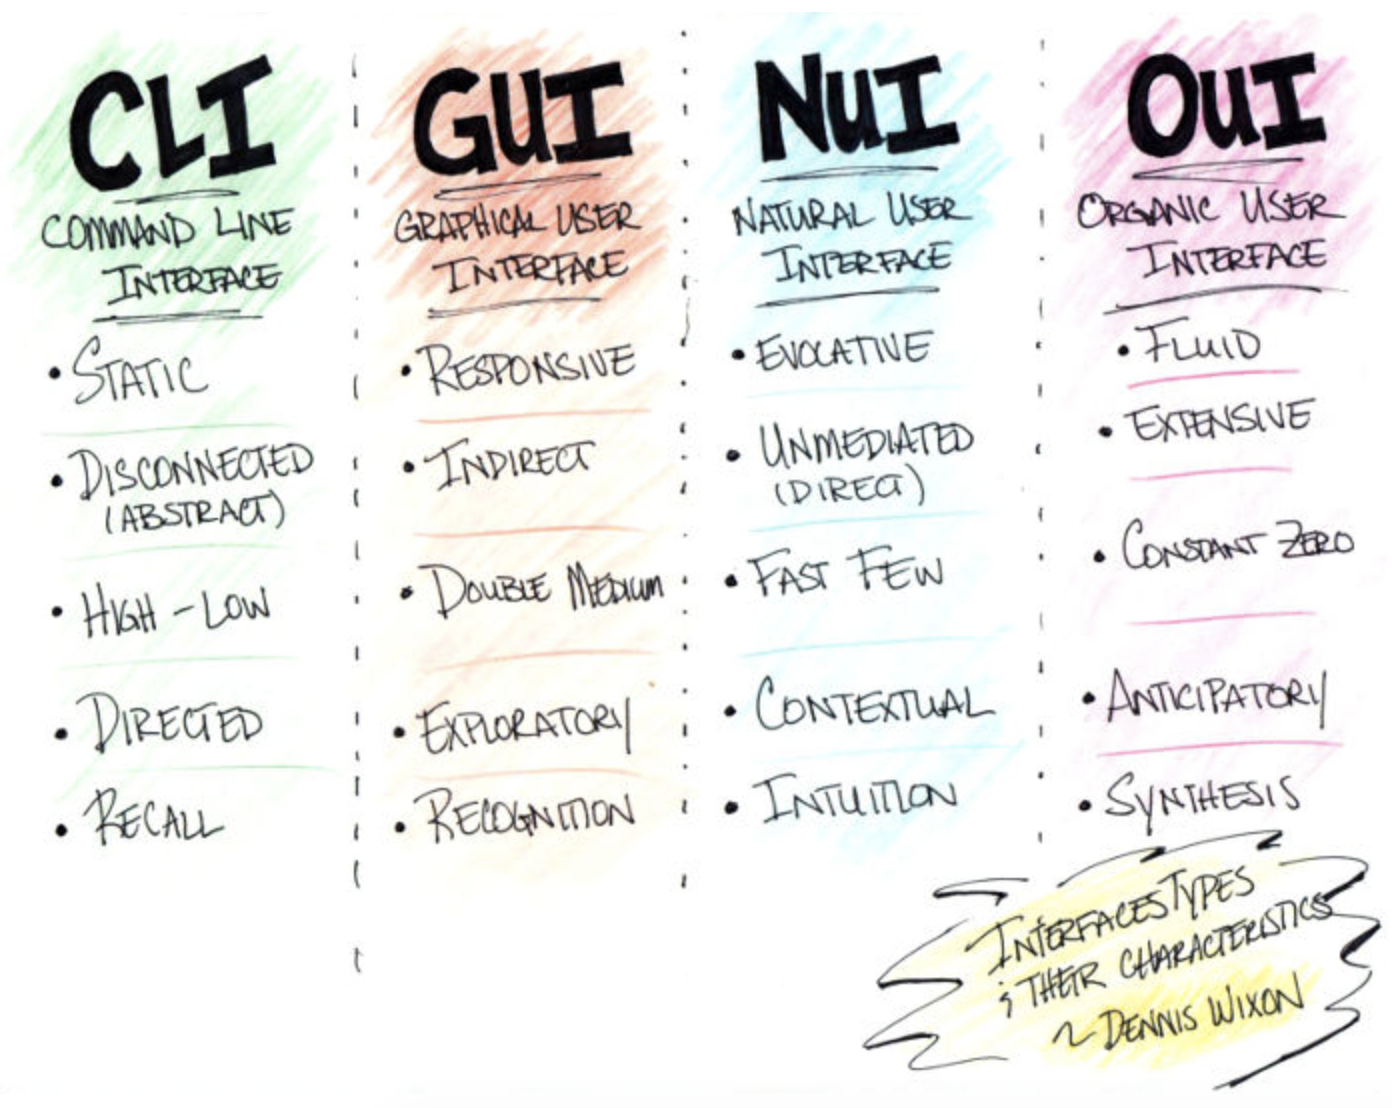 CLI
COMMAND LINE
INTERFACE
• STATIC
• DISCONNECTED
(ABSTRACT)
• HIGH - LOW
• DIRECTED
• RECALL
GUI
GRAPHICAL USER
INTERFACE
• RESPONSIVE
• INDIRECT
• DOUBLE MEDIUM
• EXPLORATORY
• RECOGNITION
NUI
NATURAL USER
INTERFACE
• EVOCATIVE
• UNMEDIATED
(DIRECT)
• FAST FEW
• CONTEXTUAL
• INTUITION
OUI
ORGANIC USER
INTERFACE
• FLUID
• EXTENSIVE
• CONSTANT ZERO
• ANTICIPATORY
• SYNTHESIS
INTERFACES TYPES
& THEIR CHARACTERISTICS
~ DENNIS WIXON